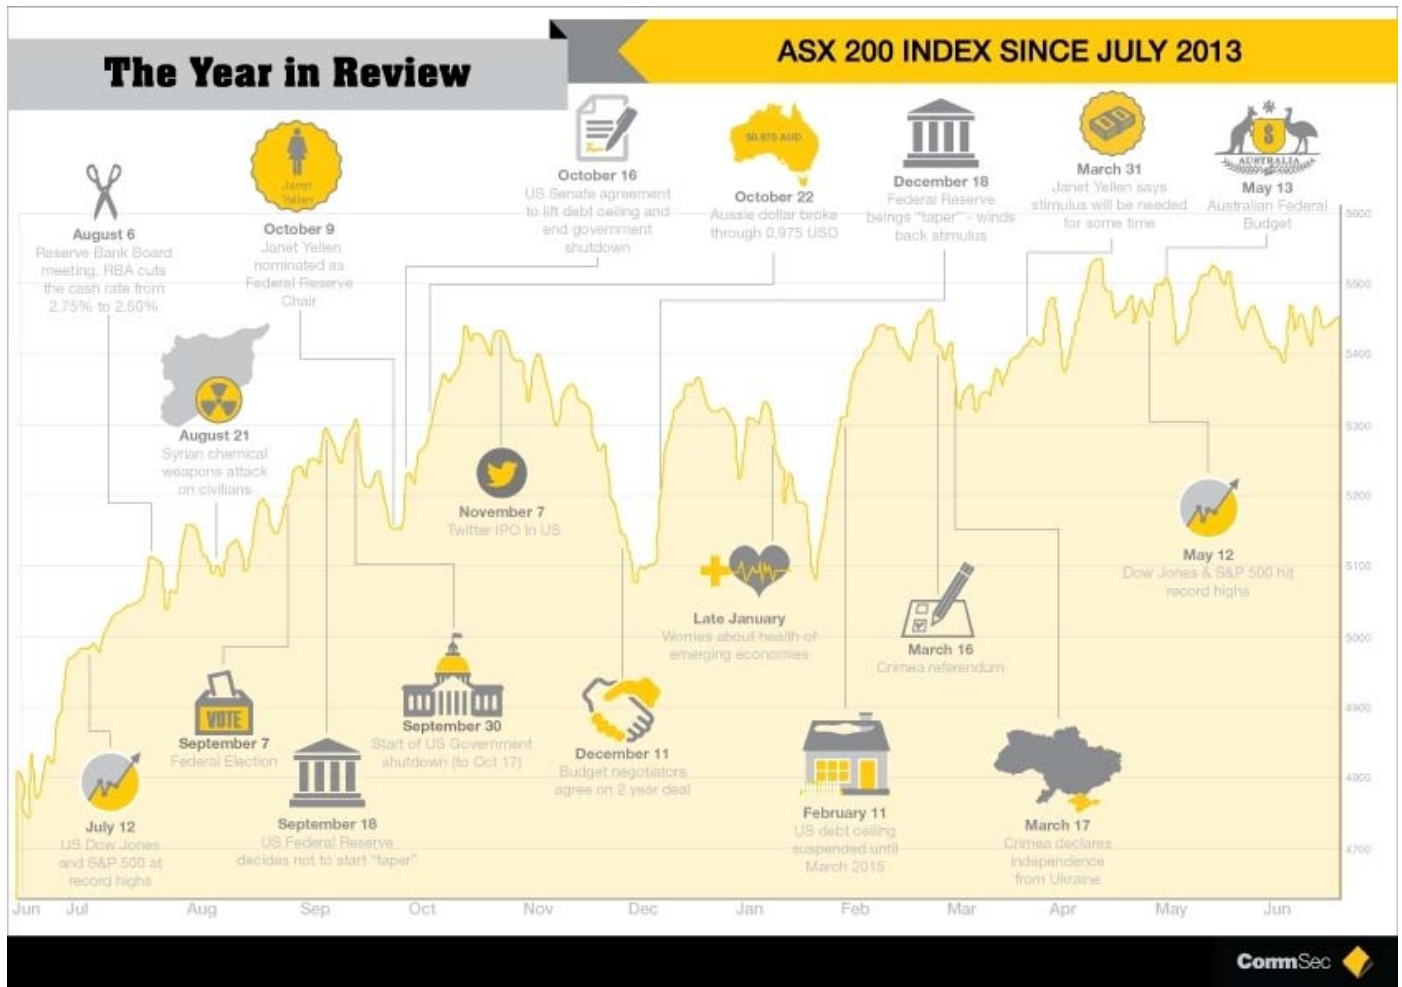 The Year in Review
ASX 200 INDEX SINCE JULY 2013
August 6
Reserve Bank Board
meeting. RBA cuts
the cash rate from
2.75% to 2.50%
Janet
Yellen
October 9
Janet Yellen
nominated as
Federal Reserve
Chair
October 16
US Senate agreement
to lift debt ceiling and
end government
shutdown
$0.975 AUD
October 22
Aussie dollar broke
through 0.975 USD
December 18
Federal Reserve
beings "taper" - winds
back stimulus
March 31
Janet Yellen says
stimulus will be needed
for some time
$
AUSTRALIA
May 13
Australian Federal
Budget
August 21
Syrian chemical
weapons attack
on civilians
November 7
Twitter IPO in US
Late January
Worries about health of
emerging economies
March 16
Crimea referendum
May 12
Dow Jones & S&P 500 hit
record highs
July 12
US Dow Jones
and S&P 500 at
record highs
VOTE
September 7
Federal Election
September 18
US Federal Reserve
decides not to start "taper"
September 30
Start of US Government
shutdown (to Oct 17)
December 11
Budget negotiators
agree on 2 year deal
February 11
US debt ceiling
suspended until
March 2015
March 17
Crimea declares
independence
from Ukraine
5600
5500
5400
5300
5200
5100
5000
4900
4800
4700
Jun Jul Aug Sep Oct Nov Dec Jan Feb Mar Apr May Jun
CommSec